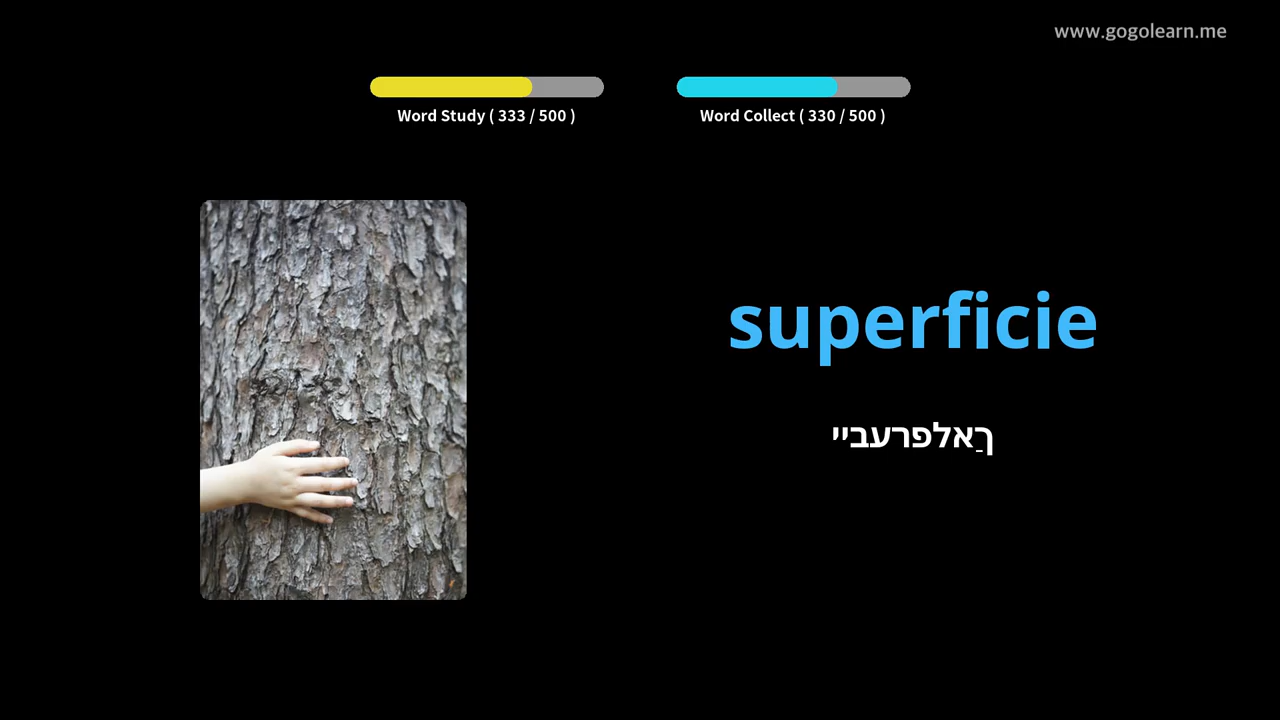 www.gogolearn.me
Word Study ( 333 / 500 )
Word Collect ( 330 / 500 )
superficie
ךַאלפרעביי